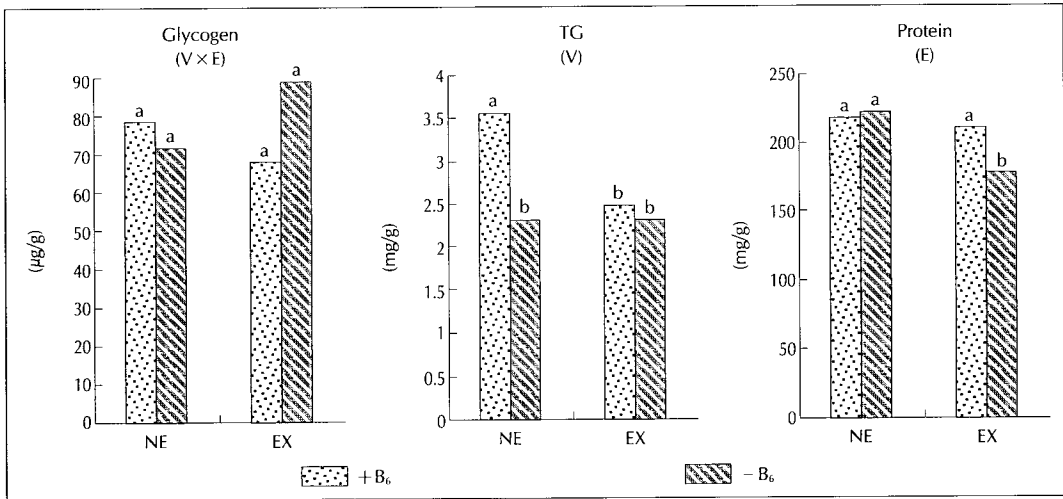 Glycogen
(V × E)
90
80
70
60
50
40
30
20
10
0
(µg/g)
a
a
a
a
NE
EX
TG
(V)
4
3.5
3
2.5
2
1.5
1
0.5
0
(mg/g)
a
b
b
b
NE
EX
Protein
(E)
250
200
150
100
50
0
(mg/g)
a
a
a
b
NE
EX
+ B₆
− B₆